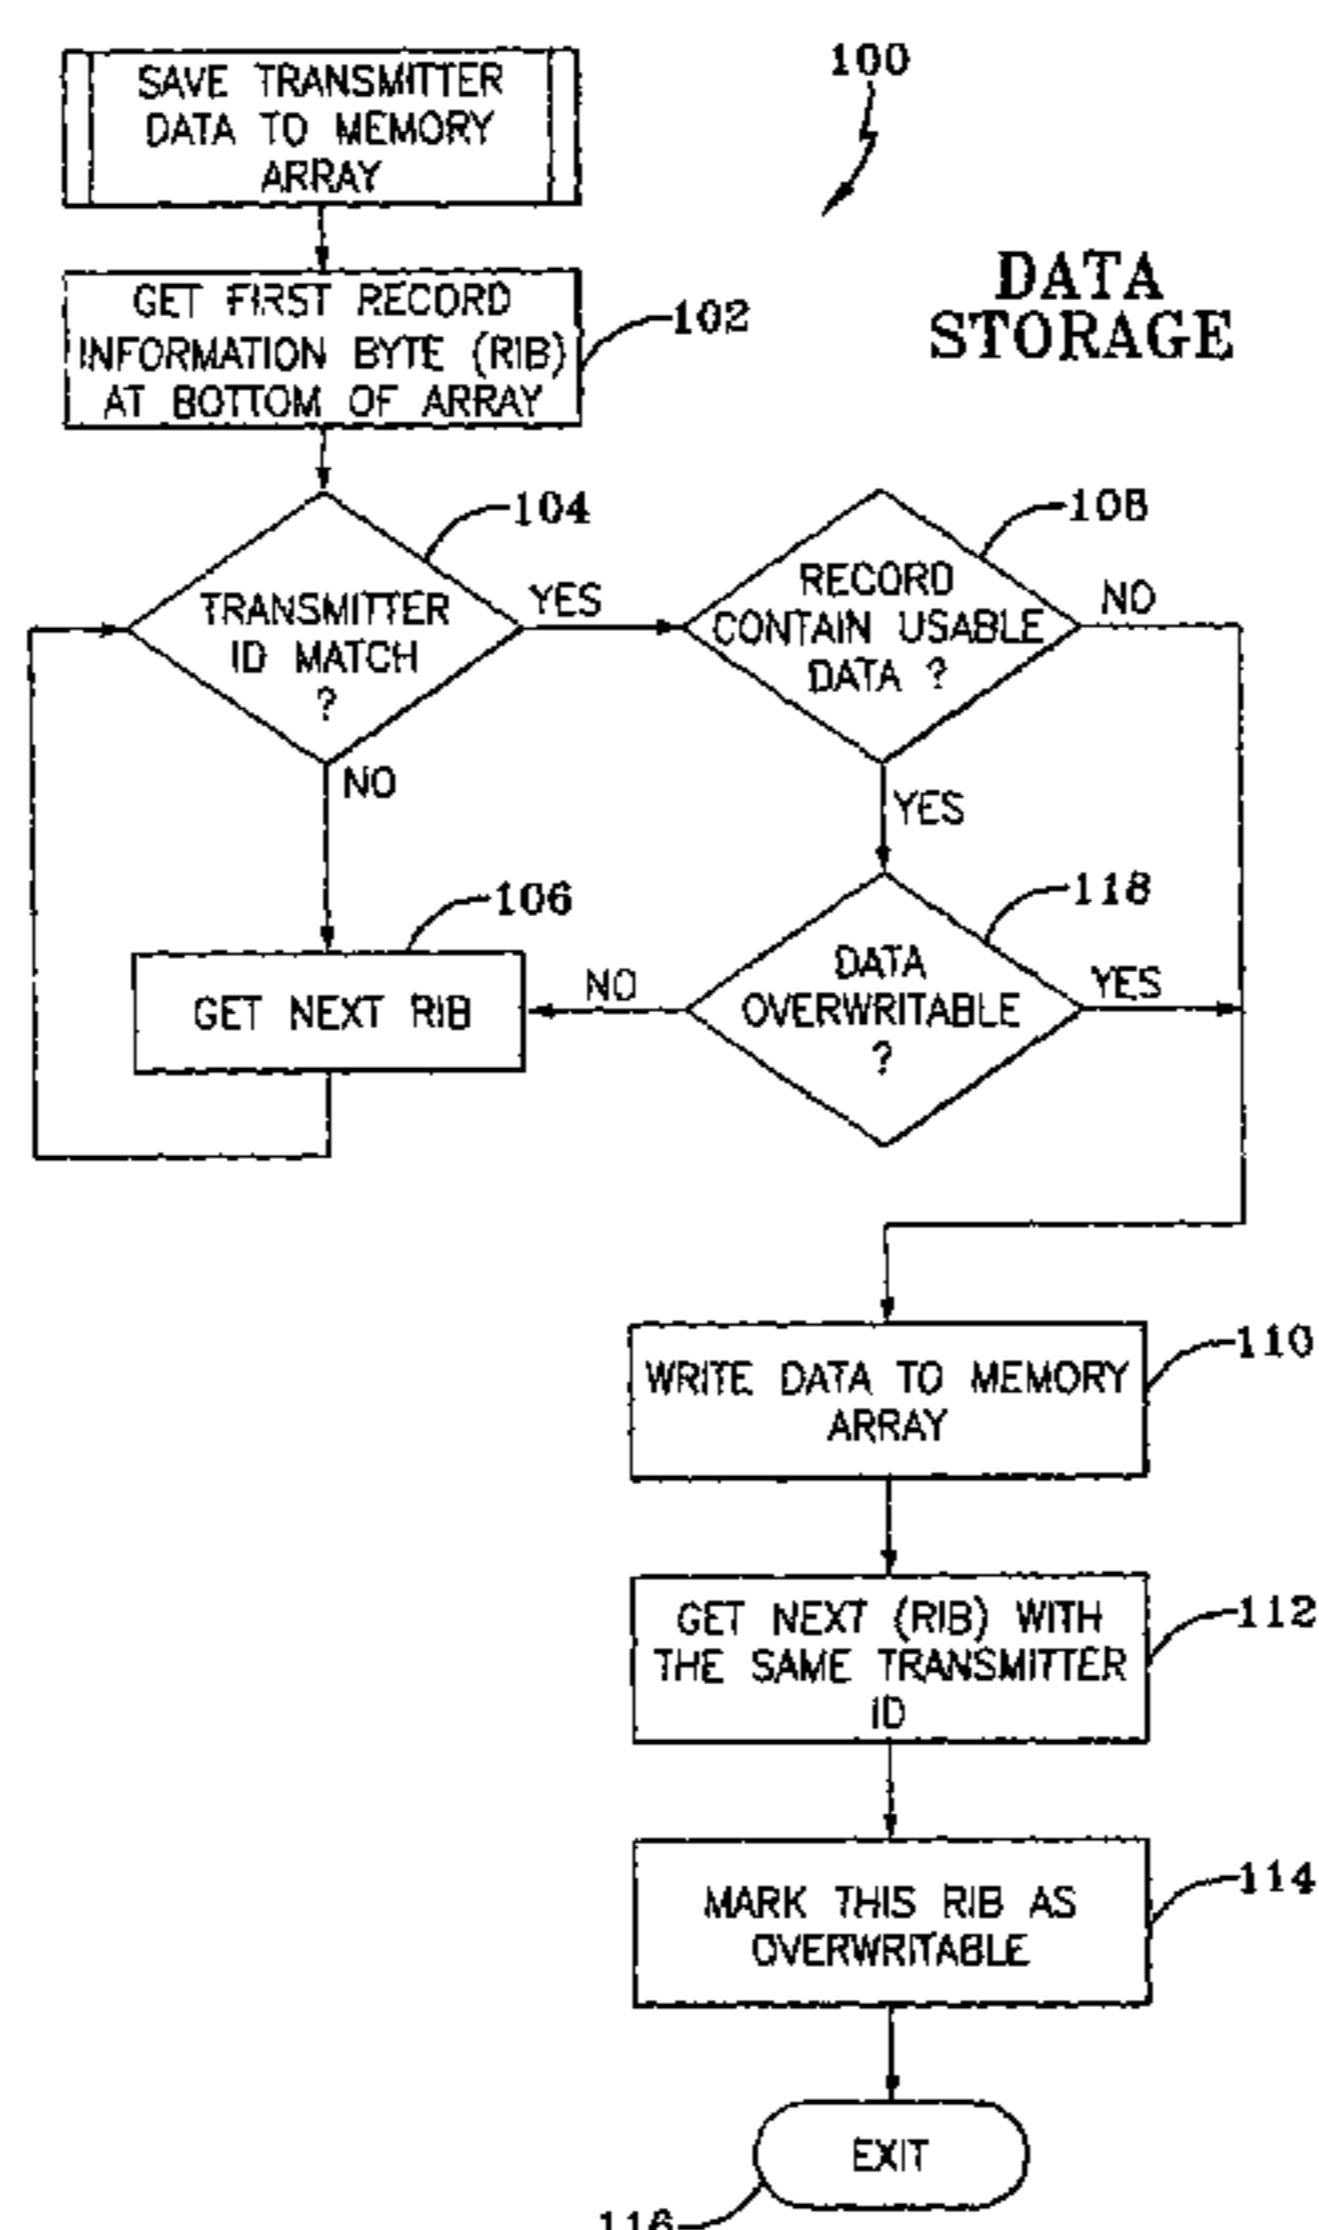 SAVE TRANSMITTER
DATA TO MEMORY
ARRAY
100
DATA
STORAGE
GET FIRST RECORD
INFORMATION BYTE (RIB)
AT BOTTOM OF ARRAY
102
TRANSMITTER
ID MATCH
?
104
YES
NO
RECORD
CONTAIN USABLE
DATA ?
108
NO
YES
GET NEXT RIB
106
NO
DATA
OVERWRITABLE
?
118
YES
WRITE DATA TO MEMORY
ARRAY
110
GET NEXT (RIB) WITH
THE SAME TRANSMITTER
ID
112
MARK THIS RIB AS
OVERWRITABLE
114
EXIT
116